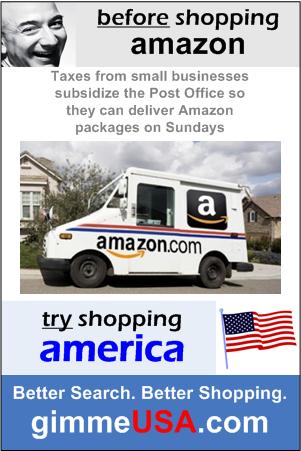 before shopping
amazon
Taxes from small businesses
subsidize the Post Office so
they can deliver Amazon
packages on Sundays
a
amazon.com
try shopping
america
Better Search. Better Shopping.
gimmeUSA.com